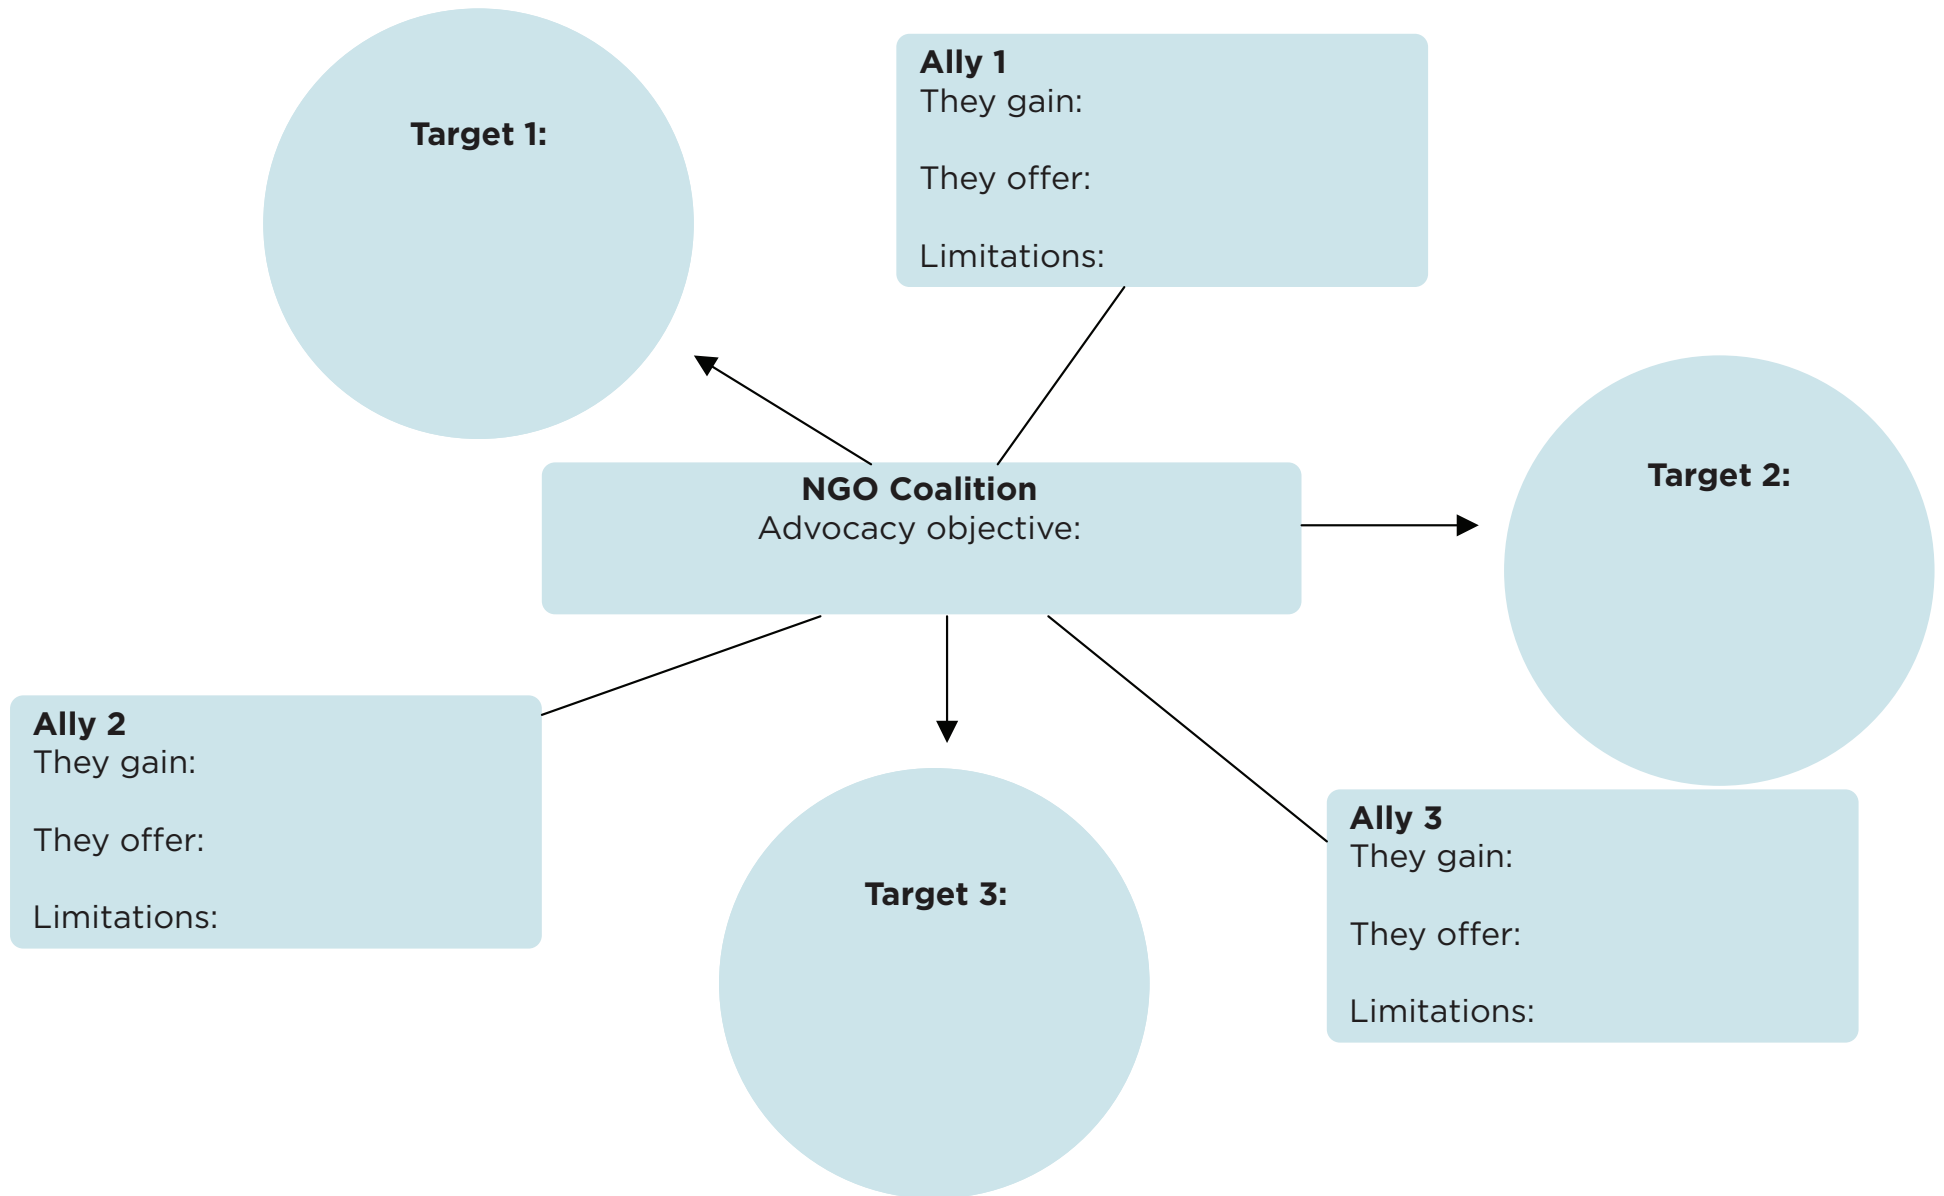 Target 1:
Ally 1
They gain:
They offer:
Limitations:
NGO Coalition
Advocacy objective:
Target 2:
Ally 2
They gain:
They offer:
Limitations:
Target 3:
Ally 3
They gain:
They offer:
Limitations: